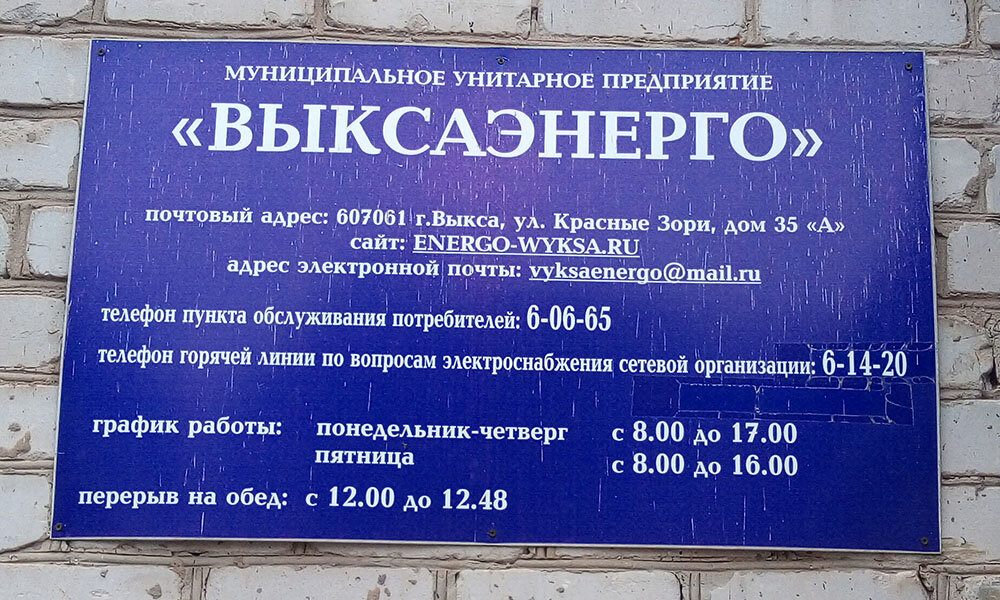 МУНИЦИПАЛЬНОЕ УНИТАРНОЕ ПРЕДПРИЯТИЕ
«ВЫКСАЭНЕРГО»
почтовый адрес: 607061 г.Выкса, ул. Красные Зори, дом 35 «А»
сайт: ENERGO-WYKSA.RU
адрес электронной почты: vyksaenergo@mail.ru
телефон пункта обслуживания потребителей: 6-06-65
телефон горячей линии по вопросам электроснабжения сетевой организации: 6-14-20
график работы: понедельник-четверг с 8.00 до 17.00
пятница с 8.00 до 16.00
перерыв на обед: с 12.00 до 12.48